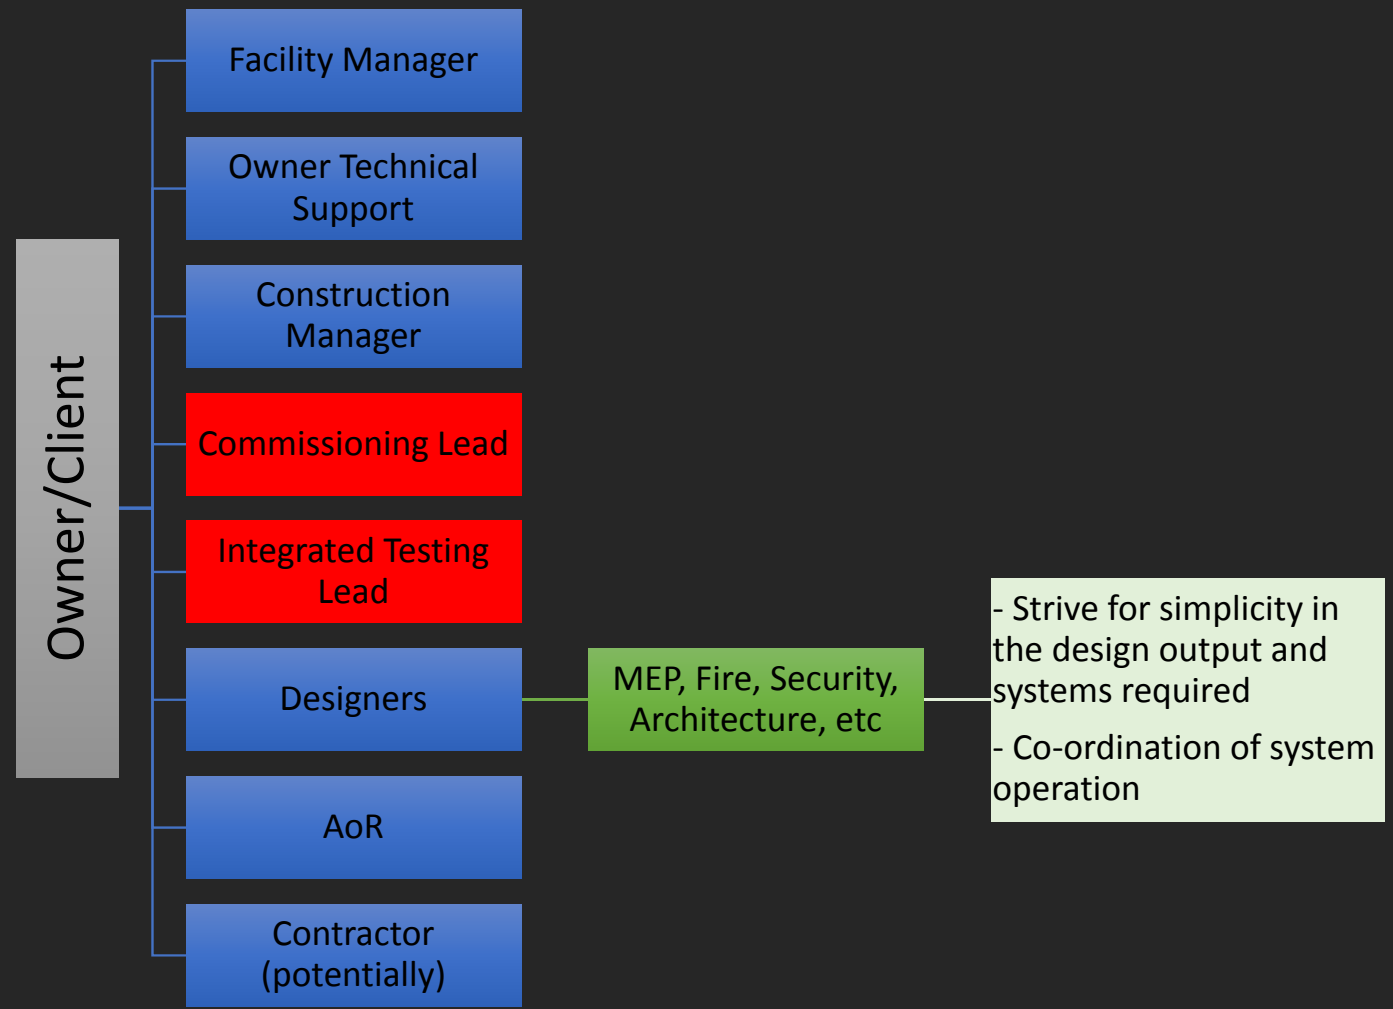 Owner/Client
Facility Manager
Owner Technical
Support
Construction
Manager
Commissioning Lead
Integrated Testing
Lead
Designers
AoR
Contractor
(potentially)
MEP, Fire, Security,
Architecture, etc
- Strive for simplicity in
the design output and
systems required
- Co-ordination of system
operation